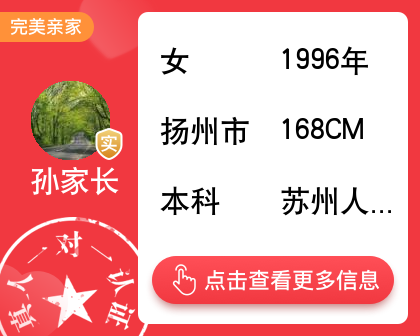 完美亲家
女 1996年
扬州市 168CM
实
孙家长
本科 苏州人...
一对一
真人认证
点击查看更多信息